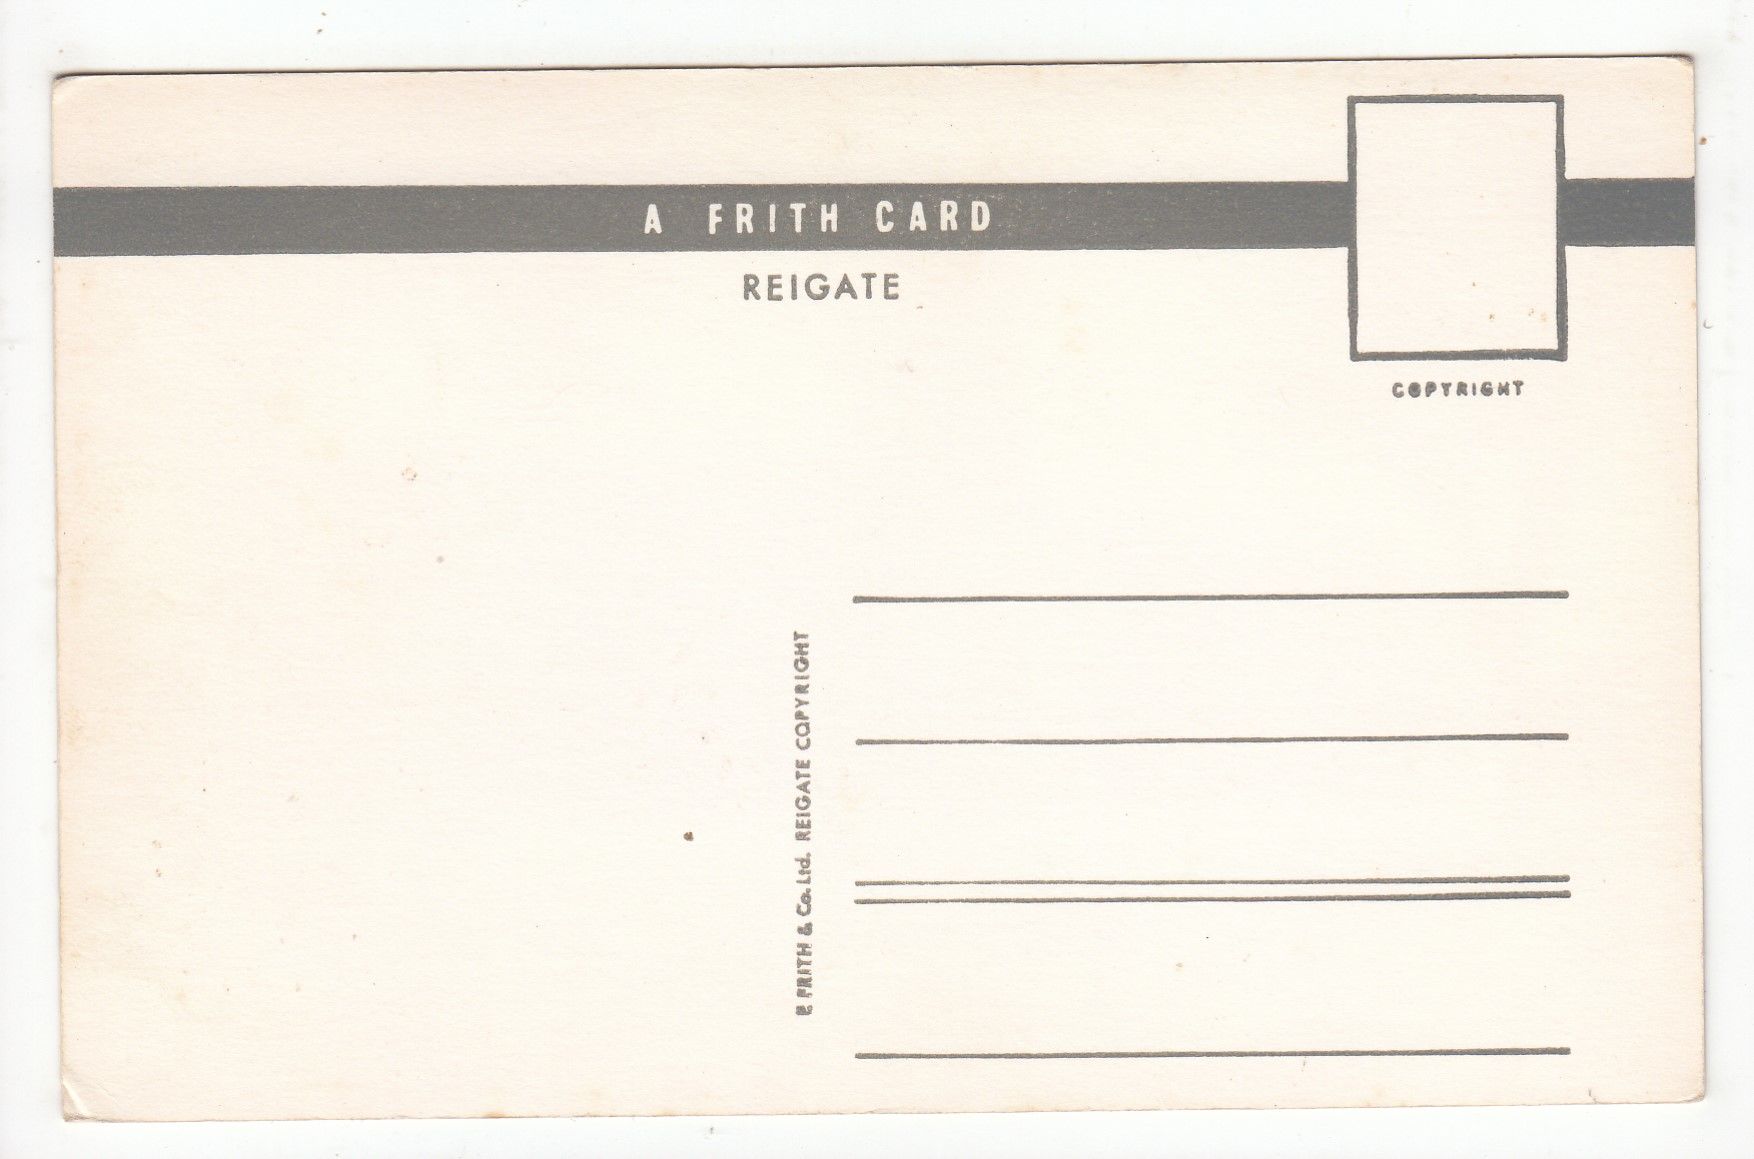 A FRITH CARD
REIGATE
COPYRIGHT
F FRITH & Co. Ltd. REIGATE COPYRIGHT